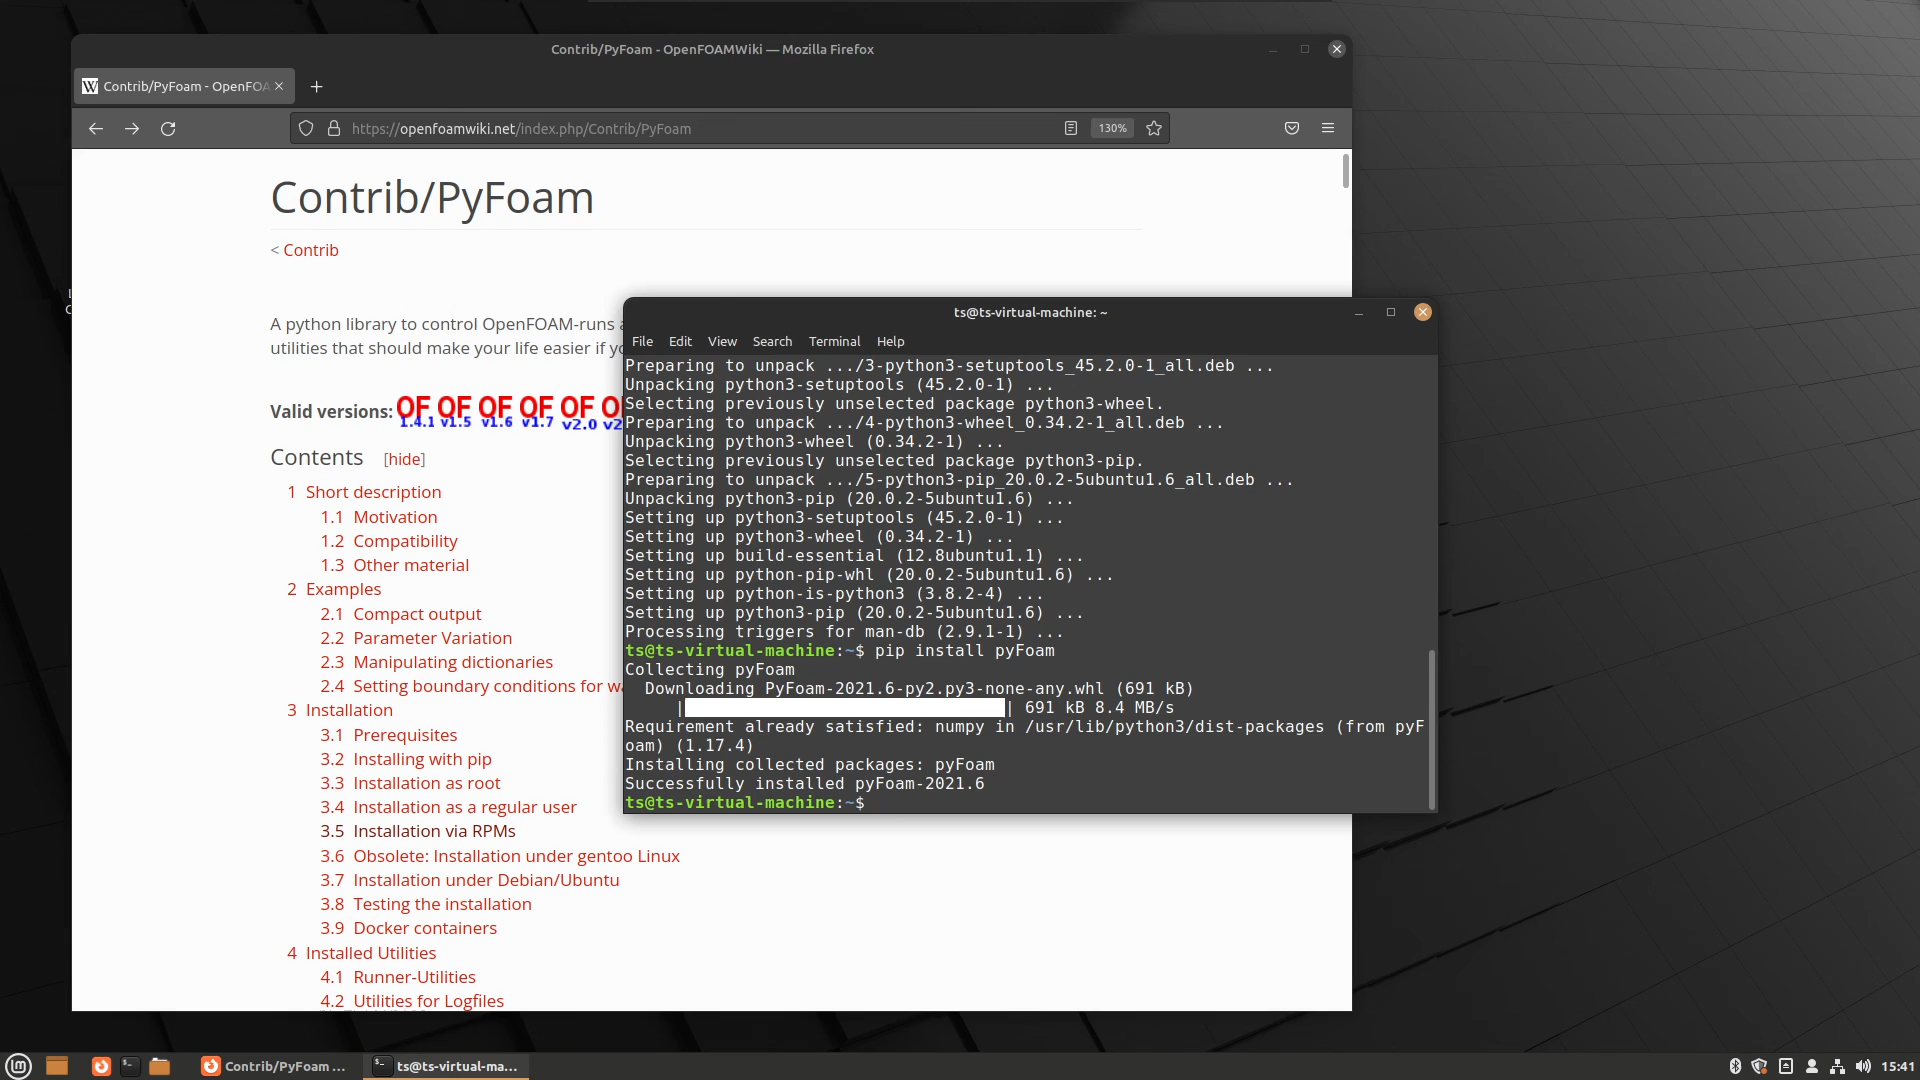 Contrib/PyFoam - OpenFOAMWiki — Mozilla Firefox
Contrib/PyFoam - OpenFOA
https://openfoamwiki.net/index.php/Contrib/PyFoam
130%
Contrib/PyFoam
< Contrib
A python library to control OpenFOAM-runs
utilities that should make your life easier if
Valid versions: OF OF OF OF OF
1.4.1 v1.5 v1.6 v1.7 v2.0
Contents [hide]
1 Short description
1.1 Motivation
1.2 Compatibility
1.3 Other material
2 Examples
2.1 Compact output
2.2 Parameter Variation
2.3 Manipulating dictionaries
2.4 Setting boundary conditions for
3 Installation
3.1 Prerequisites
3.2 Installing with pip
3.3 Installation as root
3.4 Installation as a regular user
3.5 Installation via RPMs
3.6 Obsolete: Installation under gentoo Linux
3.7 Installation under Debian/Ubuntu
3.8 Testing the installation
3.9 Docker containers
4 Installed Utilities
4.1 Runner-Utilities
4.2 Utilities for Logfiles
ts@ts-virtual-machine: ~
File Edit View Search Terminal Help
Preparing to unpack .../3-python3-setuptools_45.2.0-1_all.deb ...
Unpacking python3-setuptools (45.2.0-1) ...
Selecting previously unselected package python3-wheel.
Preparing to unpack .../4-python3-wheel_0.34.2-1_all.deb ...
Unpacking python3-wheel (0.34.2-1) ...
Selecting previously unselected package python3-pip.
Preparing to unpack .../5-python3-pip_20.0.2-5ubuntu1.6_all.deb ...
Unpacking python3-pip (20.0.2-5ubuntu1.6) ...
Setting up python3-setuptools (45.2.0-1) ...
Setting up python3-wheel (0.34.2-1) ...
Setting up build-essential (12.8ubuntu1.1) ...
Setting up python-pip-whl (20.0.2-5ubuntu1.6) ...
Setting up python-is-python3 (3.8.2-4) ...
Setting up python3-pip (20.0.2-5ubuntu1.6) ...
Processing triggers for man-db (2.9.1-1) ...
ts@ts-virtual-machine:~$ pip install pyFoam
Collecting pyFoam
Downloading PyFoam-2021.6-py2.py3-none-any.whl (691 kB)
| | 691 kB 8.4 MB/s
Requirement already satisfied: numpy in /usr/lib/python3/dist-packages (from pyF
oam) (1.17.4)
Installing collected packages: pyFoam
Successfully installed pyFoam-2021.6
ts@ts-virtual-machine:~$
Contrib/PyFoam ...
ts@ts-virtual-ma...
15:41